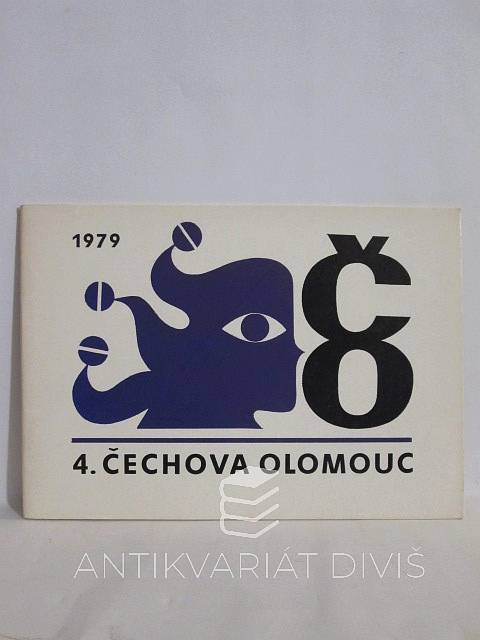 1979
Č
O
4. ČECHOVA OLOMOUC
ANTIKVARIÁT DIVIŠ